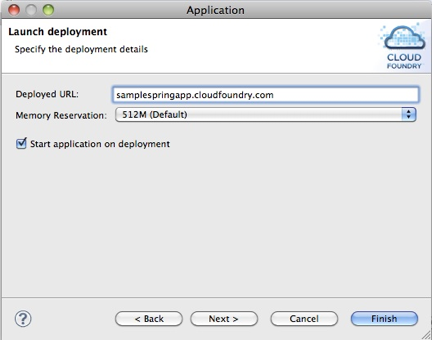 Application
Launch deployment
Specify the deployment details
CLOUD
FOUNDRY
Deployed URL: samplespringapp.cloudfoundry.com
Memory Reservation: 512M (Default)
Start application on deployment
? < Back Next > Cancel Finish